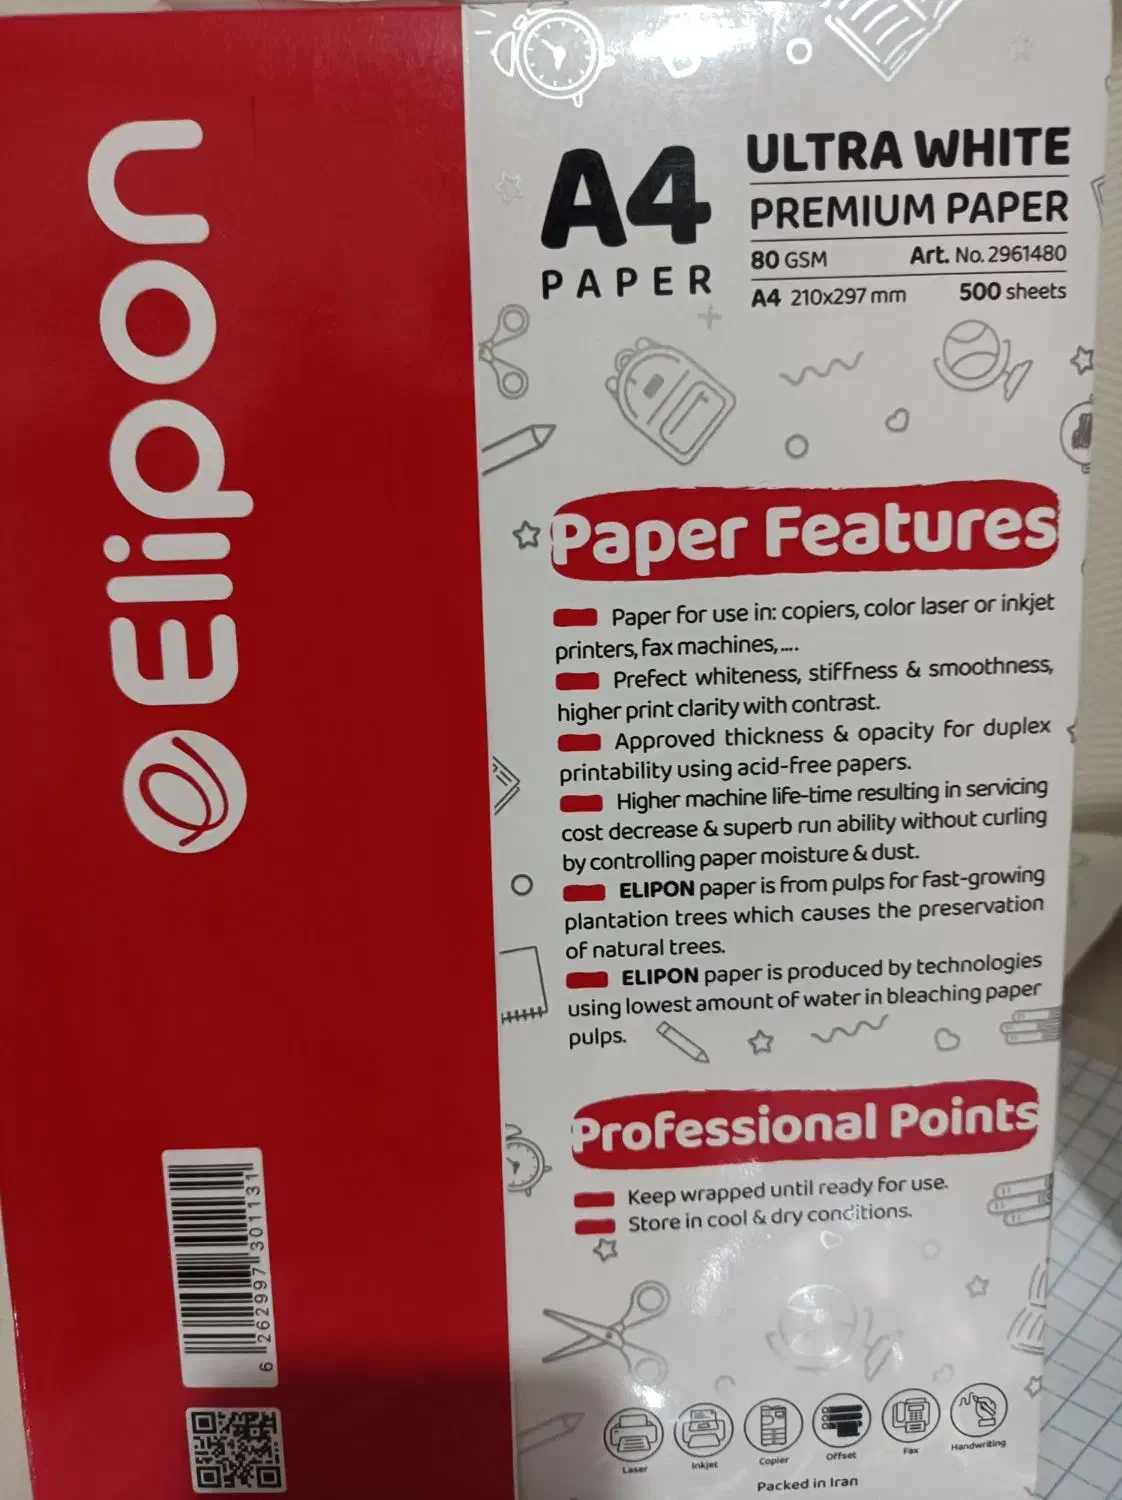 Elipon
A4
PAPER
ULTRA WHITE
PREMIUM PAPER
80 GSM Art. No. 2961480
A4 210x297 mm 500 sheets
Paper Features
Paper for use in: copiers, color laser or inkjet
printers, fax machines,....
Prefect whiteness, stiffness & smoothness,
higher print clarity with contrast.
Approved thickness & opacity for duplex
printability using acid-free papers.
Higher machine life-time resulting in servicing
cost decrease & superb run ability without curling
by controlling paper moisture & dust.
ELIPON paper is from pulps for fast-growing
plantation trees which causes the preservation
of natural trees.
ELIPON paper is produced by technologies
using lowest amount of water in bleaching paper
pulps.
Professional Points
Keep wrapped until ready for use.
Store in cool & dry conditions.
6 262997 301131
Laser Inkjet Copier Offset Fax Handwriting
Packed in Iran